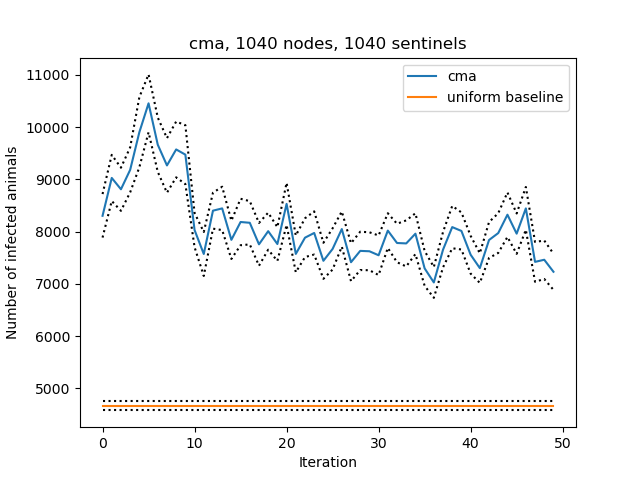 cma, 1040 nodes, 1040 sentinels
cma
uniform baseline
Number of infected animals
11000
10000
9000
8000
7000
6000
5000
0 10 20 30 40 50
Iteration